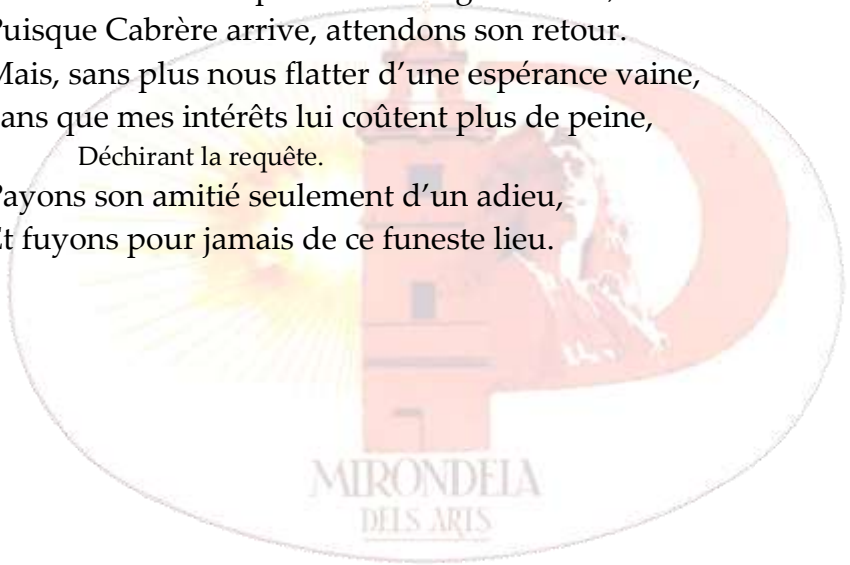 Puisque Cabrère arrive, attendons son retour.
Mais, sans plus nous flatter d'une espérance vaine,
ans que mes intérêts lui coûtent plus de peine,
Déchirant la requête.
Payons son amitié seulement d'un adieu,
Et fuyons pour jamais de ce funeste lieu.
MIRONDELA
DELS ARTS